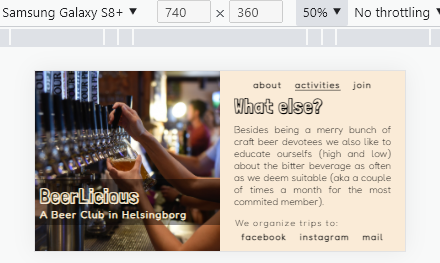 Samsung Galaxy S8+ ▼ 740 × 360 50% ▼ No throttling ▼
about activities join
What else?
Besides being a merry bunch of
craft beer devotees we also like to
educate ourselfs (high and low)
about the bitter beverage as often
as we deem suitable (aka a couple
of times a month for the most
commited member).
We organize trips to:
BeerLicious
A Beer Club in Helsingborg
facebook instagram mail